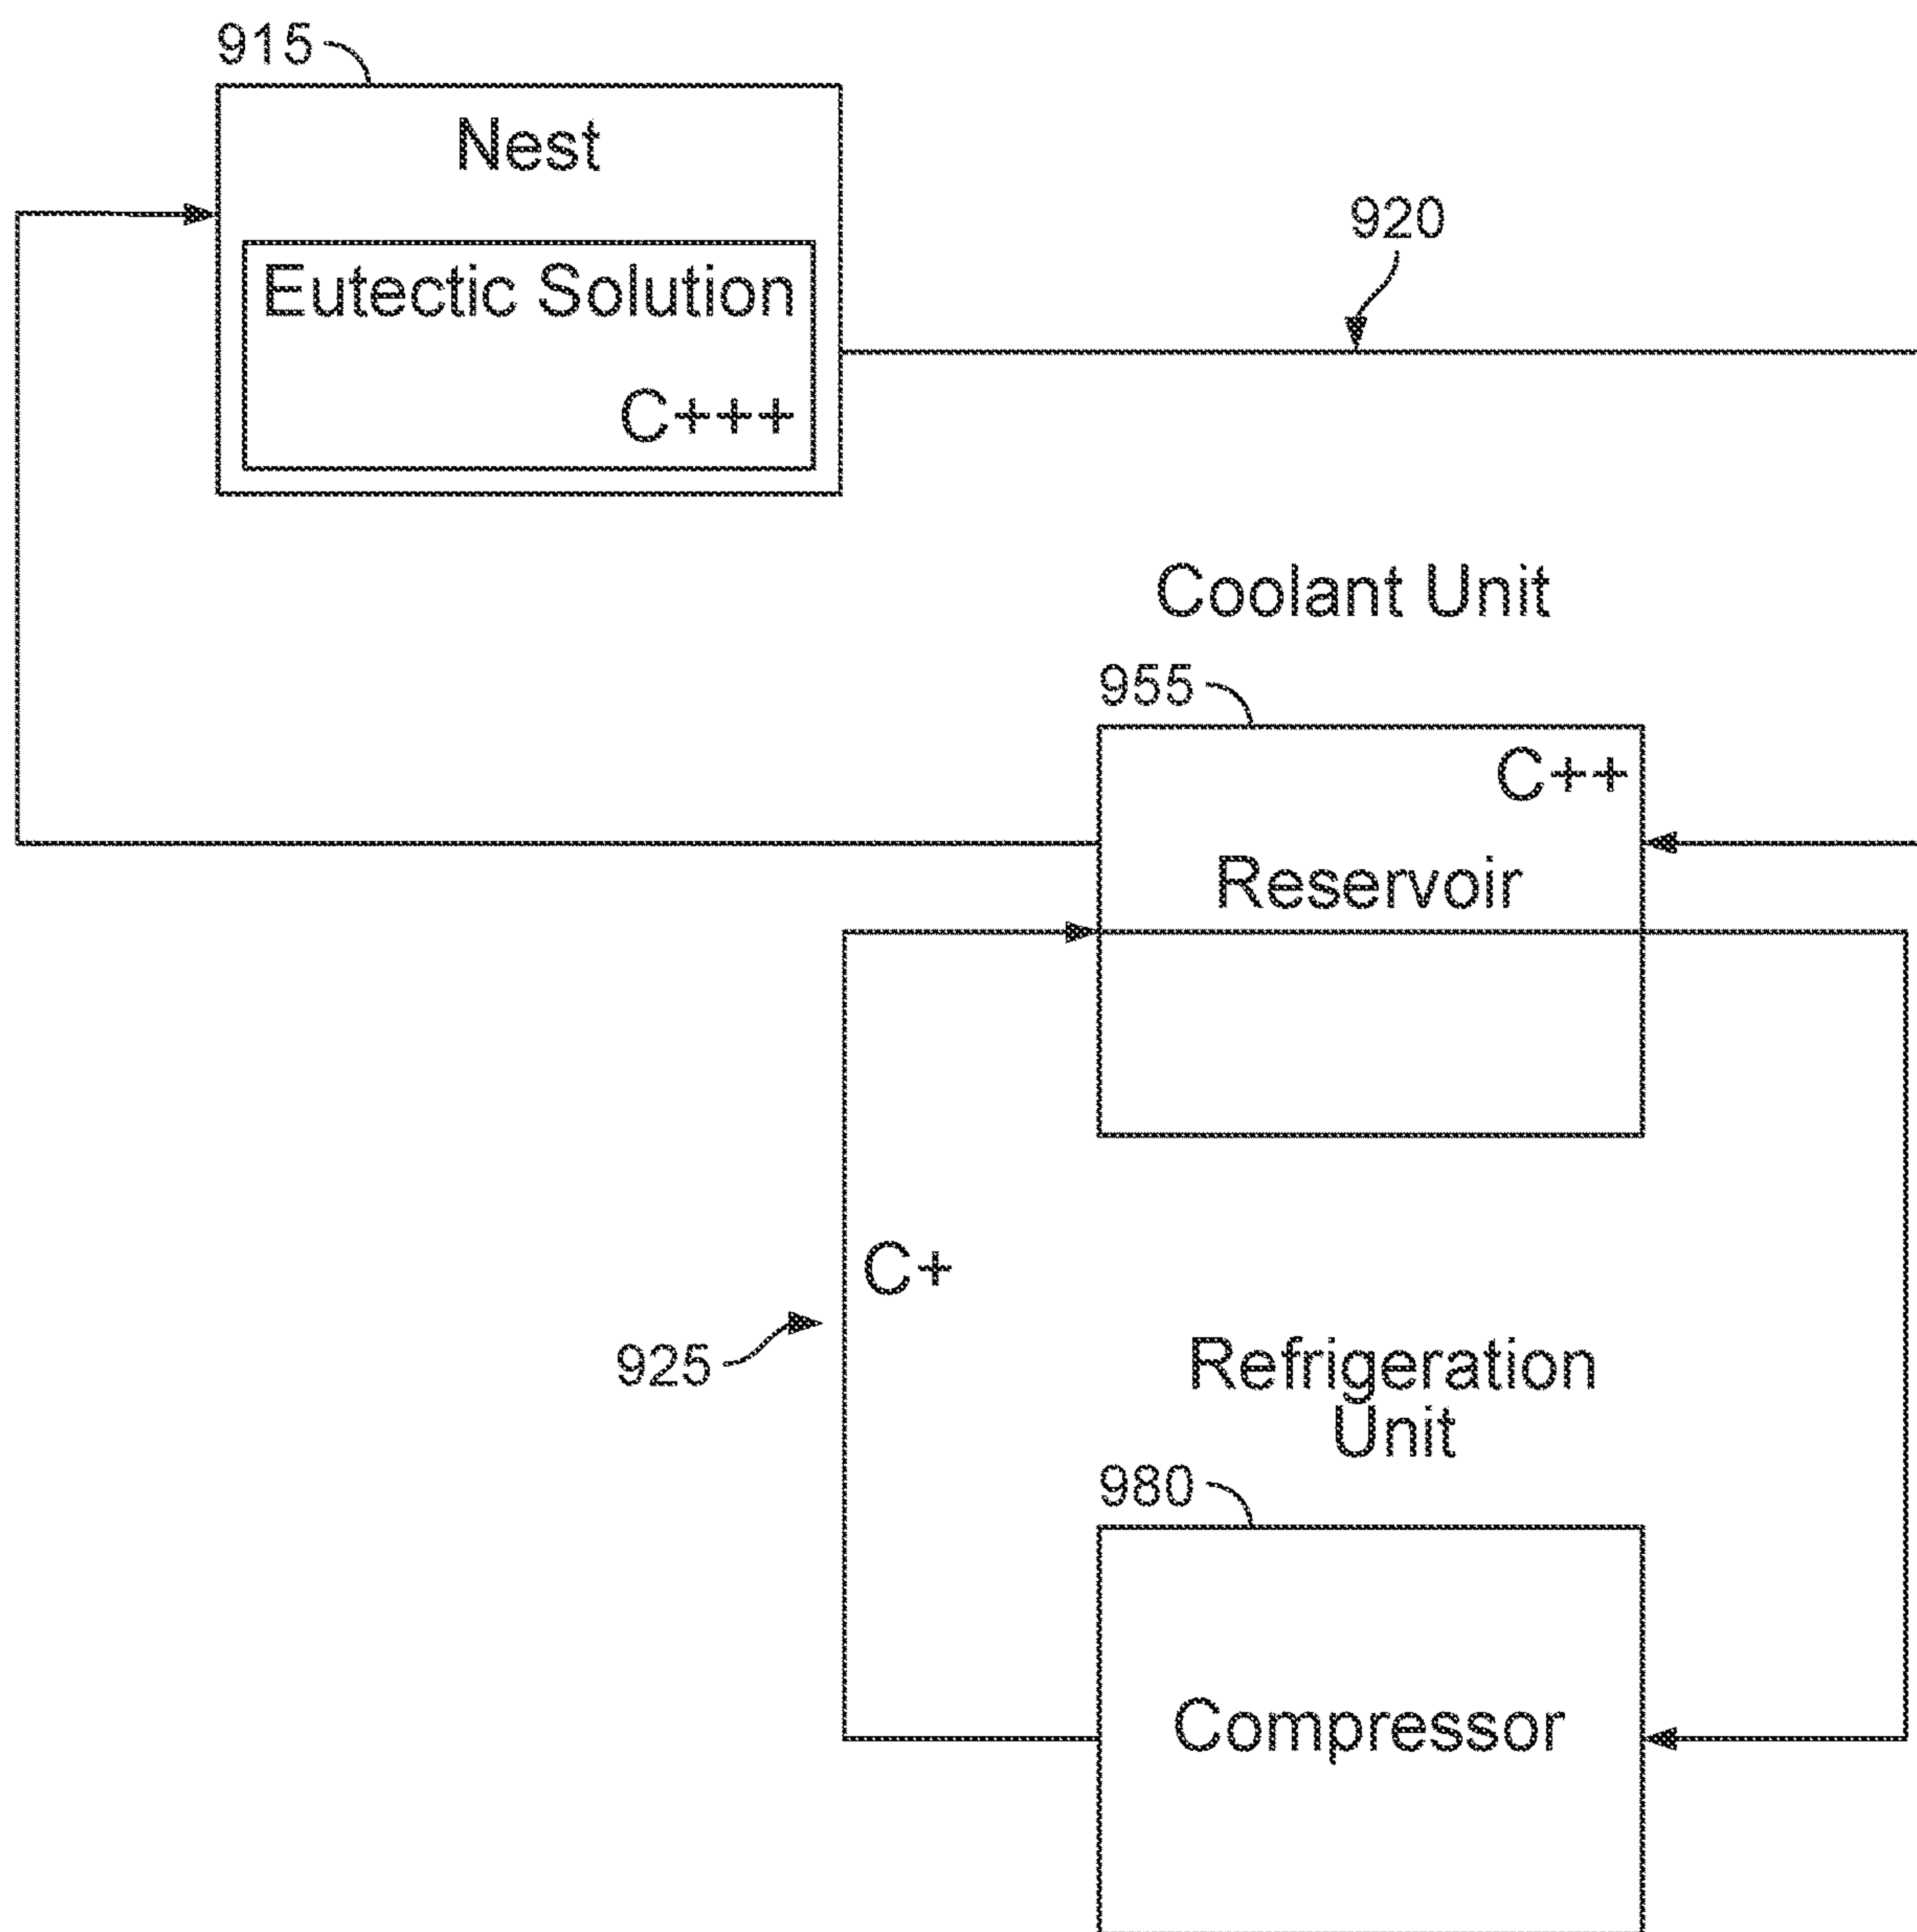 915
Nest
920
Eutectic Solution
C+++
Coolant Unit
955
C++
Reservoir
C+
925
Refrigeration
Unit
980
Compressor